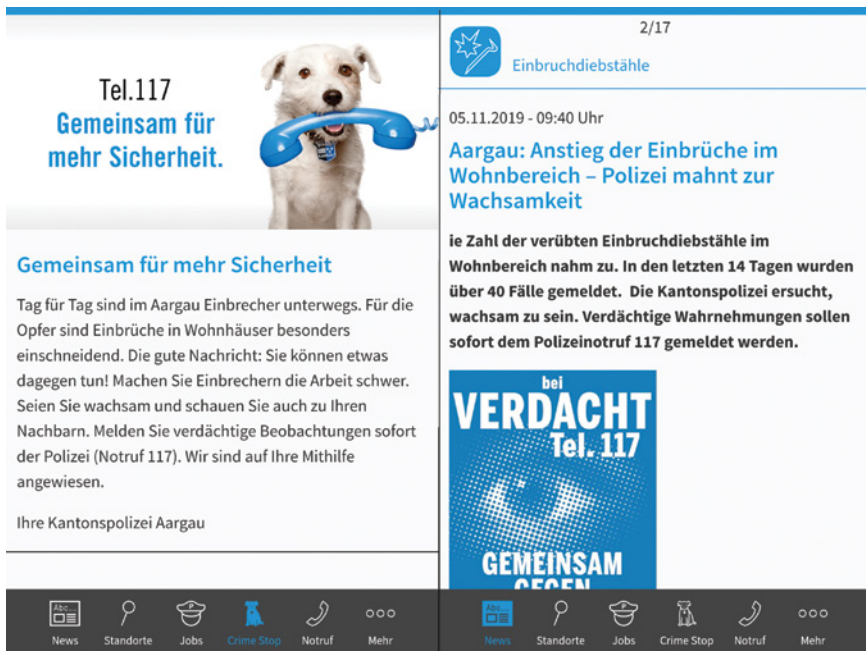 Tel.117
Gemeinsam für
mehr Sicherheit.
Gemeinsam für mehr Sicherheit
Tag für Tag sind im Aargau Einbrecher unterwegs. Für die
Opfer sind Einbrüche in Wohnhäuser besonders
einschneidend. Die gute Nachricht: Sie können etwas
dagegen tun! Machen Sie Einbrechern die Arbeit schwer.
Seien Sie wachsam und schauen Sie auch zu Ihren
Nachbarn. Melden Sie verdächtige Beobachtungen sofort
der Polizei (Notruf 117). Wir sind auf Ihre Mithilfe
angewiesen.
Ihre Kantonspolizei Aargau
Abc...
P
News Standorte Jobs Crime Stop Notruf Mehr
2/17
Einbruchdiebstähle
05.11.2019 - 09:40 Uhr
Aargau: Anstieg der Einbrüche im
Wohnbereich – Polizei mahnt zur
Wachsamkeit
ie Zahl der verübten Einbruchdiebstähle im
Wohnbereich nahm zu. In den letzten 14 Tagen wurden
über 40 Fälle gemeldet. Die Kantonspolizei ersucht,
wachsam zu sein. Verdächtige Wahrnehmungen sollen
sofort dem Polizeinotruf 117 gemeldet werden.
bei
VERDACHT
Tel. 117
GEMEINSAM
GEGEN
Abc...
P
News Standorte Jobs Crime Stop Notruf Mehr